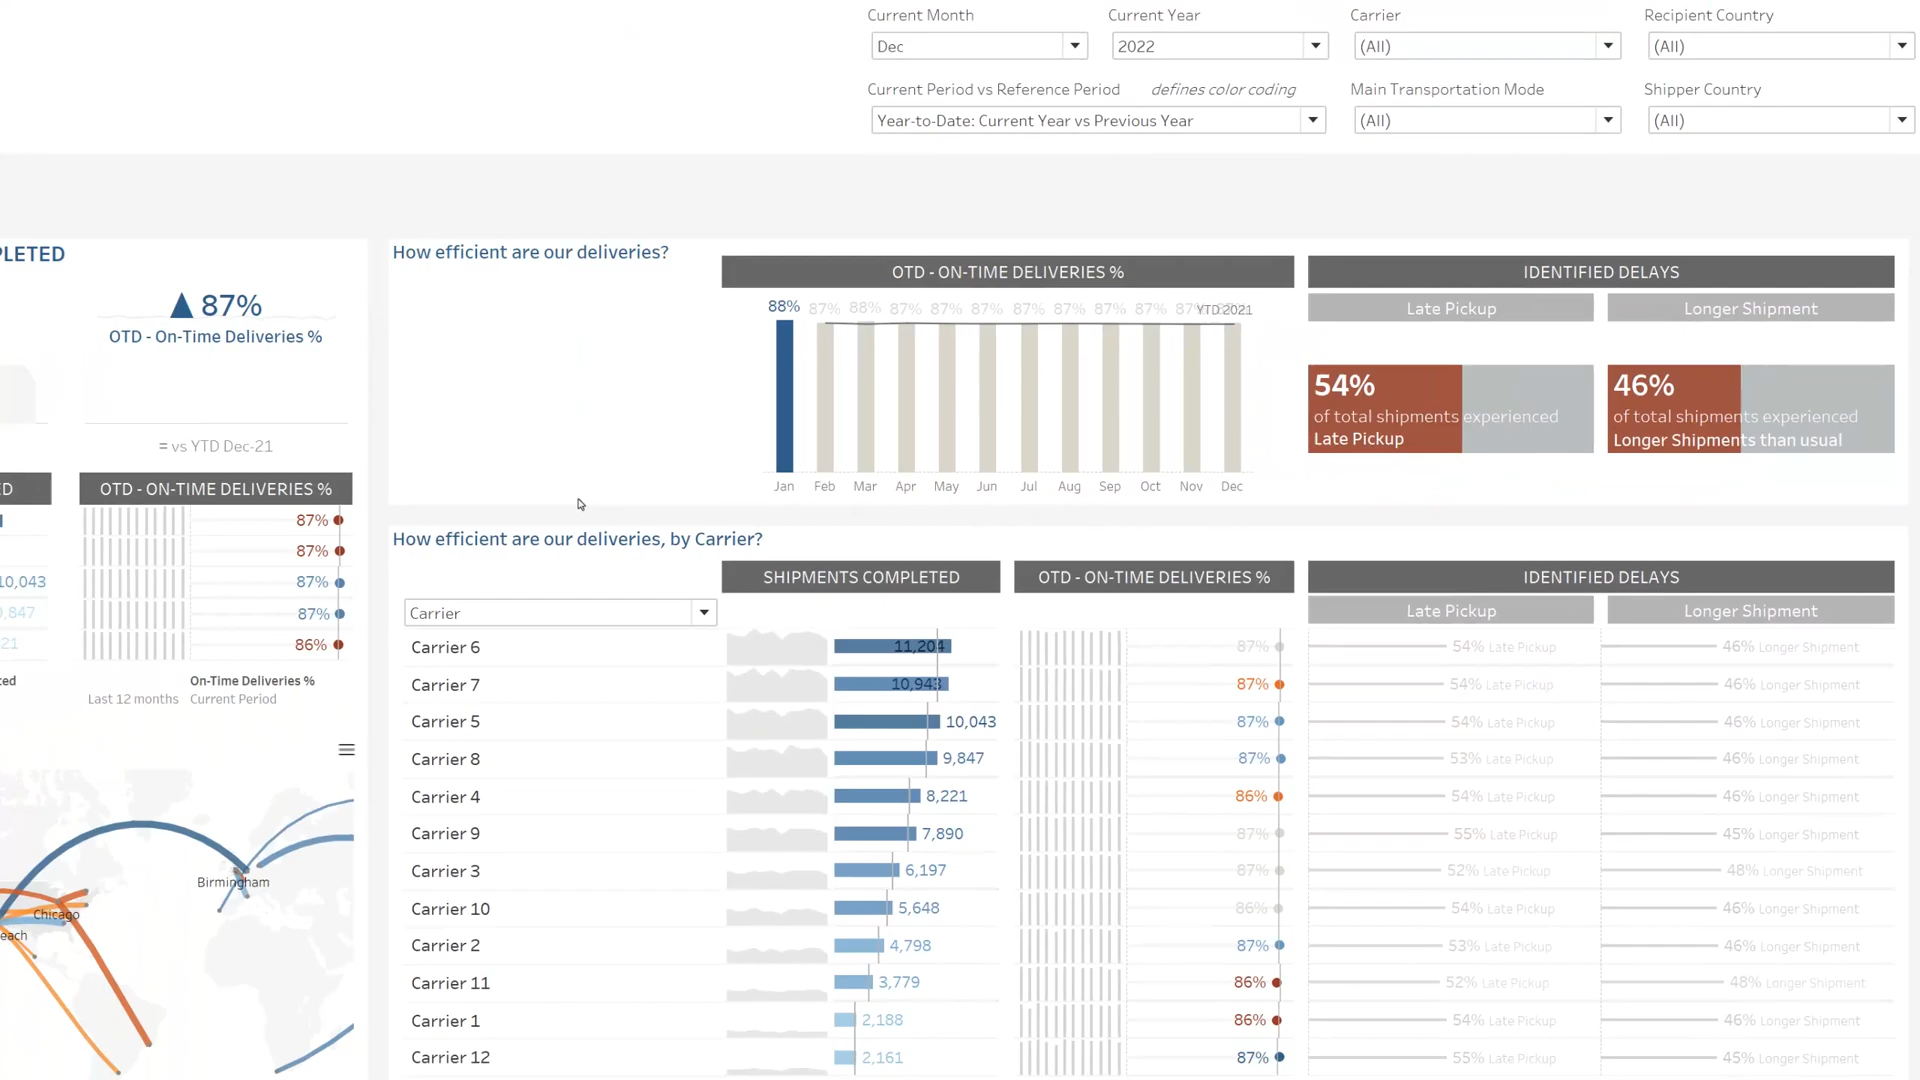 Current Month
Current Year
Carrier
Recipient Country
Dec
2022
(All)
(All)
Current Period vs Reference Period
defines color coding
Main Transportation Mode
Shipper Country
Year-to-Date: Current Year vs Previous Year
(All)
(All)
PLETED
▲ 87%
OTD - On-Time Deliveries %
= vs YTD Dec-21
D
OTD - ON-TIME DELIVERIES %
87%
87%
10,043
87%
9,847
87%
21
86%
ted
On-Time Deliveries %
Last 12 months
Current Period
Birmingham
Chicago
each
How efficient are our deliveries?
OTD - ON-TIME DELIVERIES %
88% 87% 88% 87% 87% 87% 87% 87% 87% 87% 87%
YTD 2021
Jan Feb Mar Apr May Jun Jul Aug Sep Oct Nov Dec
IDENTIFIED DELAYS
Late Pickup
Longer Shipment
54%
of total shipments experienced
Late Pickup
46%
of total shipments experienced
Longer Shipments than usual
How efficient are our deliveries, by Carrier?
SHIPMENTS COMPLETED
OTD - ON-TIME DELIVERIES %
IDENTIFIED DELAYS
Carrier
Late Pickup
Longer Shipment
Carrier 6 11,204 87% 54% Late Pickup 46% Longer Shipment
Carrier 7 10,943 87% 54% Late Pickup 46% Longer Shipment
Carrier 5 10,043 87% 54% Late Pickup 46% Longer Shipment
Carrier 8 9,847 87% 53% Late Pickup 46% Longer Shipment
Carrier 4 8,221 86% 54% Late Pickup 46% Longer Shipment
Carrier 9 7,890 87% 55% Late Pickup 45% Longer Shipment
Carrier 3 6,197 87% 52% Late Pickup 48% Longer Shipment
Carrier 10 5,648 86% 54% Late Pickup 46% Longer Shipment
Carrier 2 4,798 87% 53% Late Pickup 46% Longer Shipment
Carrier 11 3,779 86% 52% Late Pickup 48% Longer Shipment
Carrier 1 2,188 86% 54% Late Pickup 46% Longer Shipment
Carrier 12 2,161 87% 55% Late Pickup 45% Longer Shipment